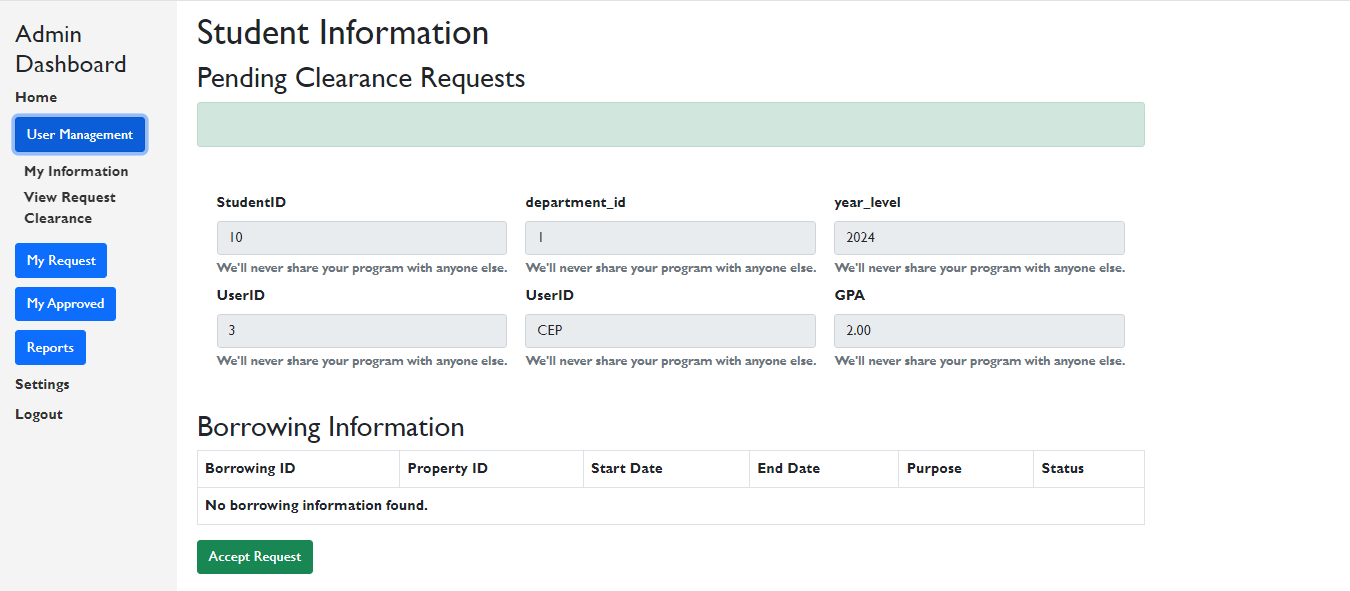 Admin
Dashboard
Home
User Management
My Information
View Request
Clearance
My Request
My Approved
Reports
Settings
Logout
Student Information
Pending Clearance Requests
StudentID department_id year_level
10 1 2024
We'll never share your program with anyone else. We'll never share your program with anyone else. We'll never share your program with anyone else.
UserID UserID GPA
3 CEP 2.00
We'll never share your program with anyone else. We'll never share your program with anyone else. We'll never share your program with anyone else.
Borrowing Information
Borrowing ID Property ID Start Date End Date Purpose Status
No borrowing information found.
Accept Request